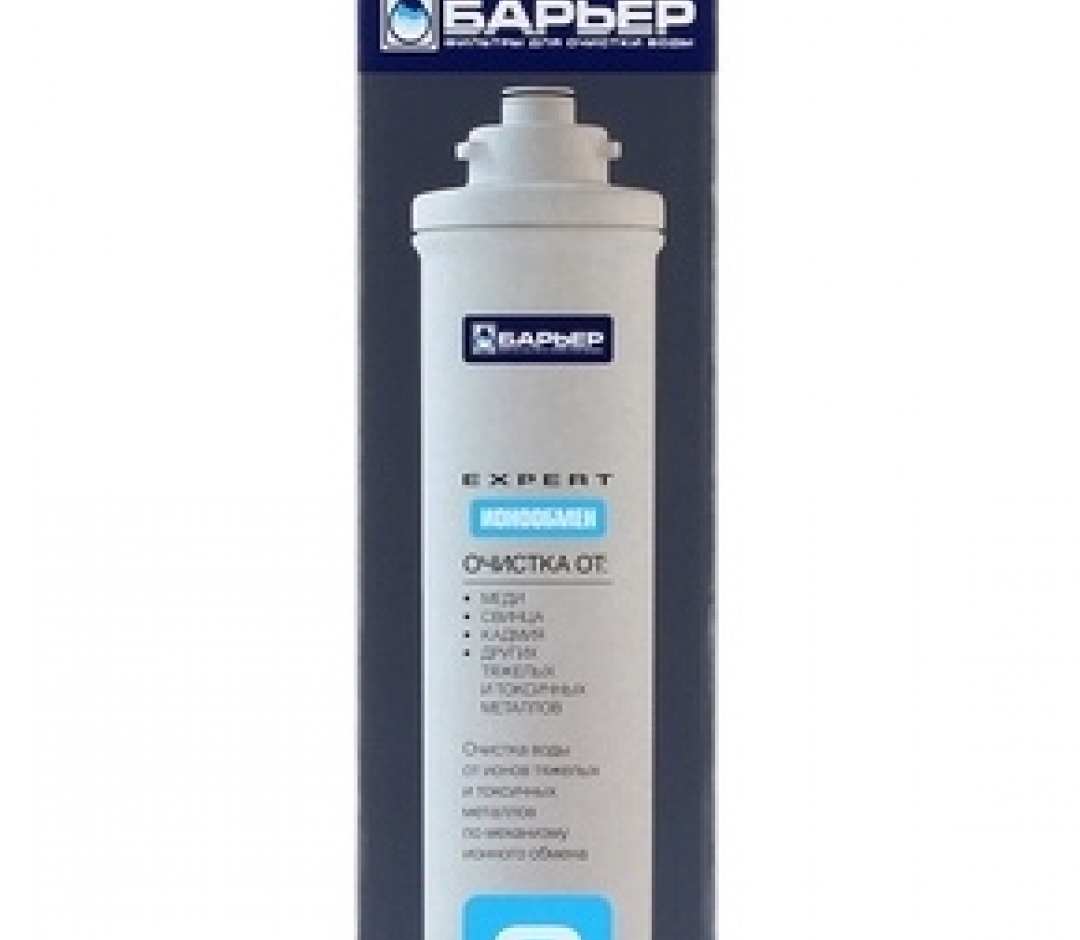 БАРЬЕР
ФИЛЬТРЫ ДЛЯ ОЧИСТКИ ВОДЫ
БАРЬЕР
EXPERT
ИОНООБМЕН
ОЧИСТКА ОТ:
• МЕДИ
• СВИНЦА
• КАДМИЯ
• ДРУГИХ
ТЯЖЕЛЫХ
И ТОКСИЧНЫХ
МЕТАЛЛОВ
Очистка воды
от ионов тяжелых
и токсичных
металлов
по механизму
ионного обмена